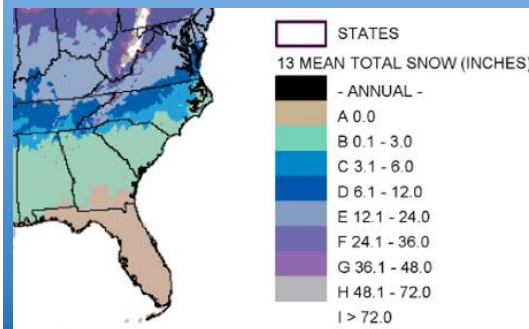 STATES
13 MEAN TOTAL SNOW (INCHES)
- ANNUAL -
A 0.0
B 0.1 - 3.0
C 3.1 - 6.0
D 6.1 - 12.0
E 12.1 - 24.0
F 24.1 - 36.0
G 36.1 - 48.0
H 48.1 - 72.0
I > 72.0